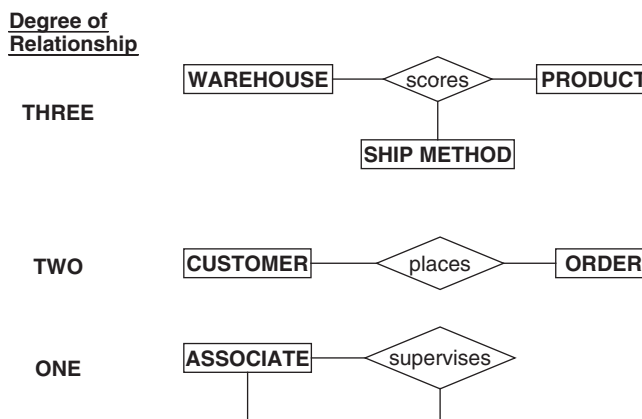 Degree of
Relationship
WAREHOUSE scores PRODUCT
THREE
SHIP METHOD
TWO CUSTOMER places ORDER
ASSOCIATE supervises
ONE